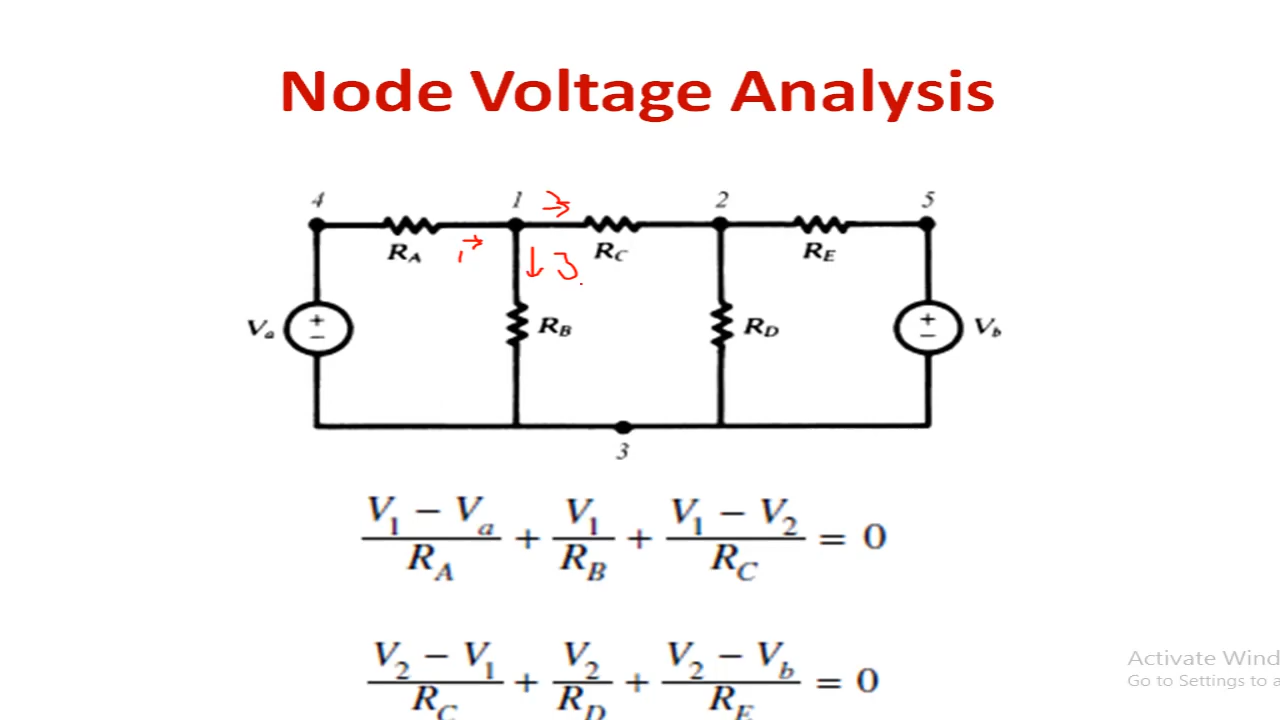 Node Voltage Analysis
4 1 2 5
R_A R_C R_E
3
V_a + − R_B R_D + − V_b
3
(V_1 − V_a)/R_A + V_1/R_B + (V_1 − V_2)/R_C = 0
(V_2 − V_1)/R_C + V_2/R_D + (V_2 − V_b)/R_E = 0
Activate Wind
Go to Settings to a